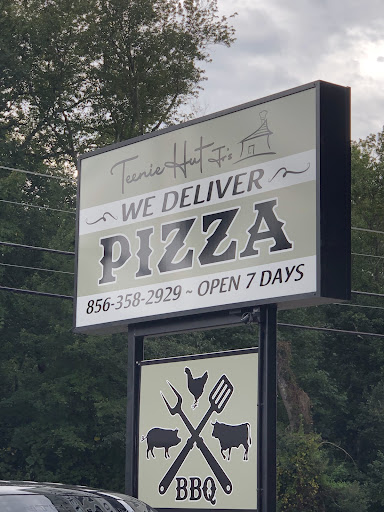 Teenie Hut Jr's
WE DELIVER
PIZZA
856-358-2929 ~ OPEN 7 DAYS
BBQ